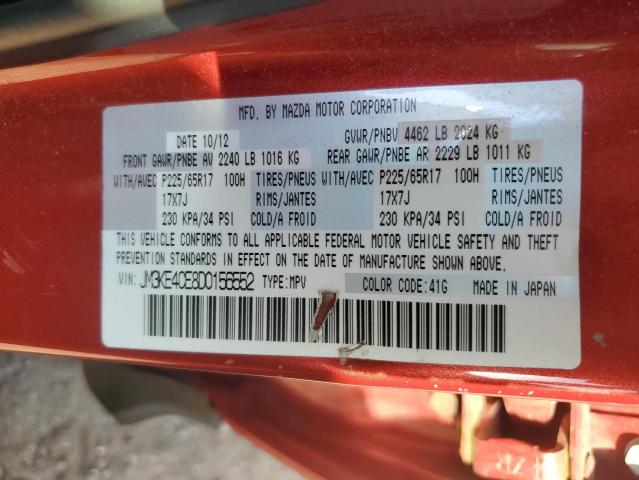 MFD. BY MAZDA MOTOR CORPORATION
DATE 10/12 GVWR/PNBV 4462 LB 2024 KG
FRONT GAWR/PNBE AV 2240 LB 1016 KG REAR GAWR/PNBE AR 2229 LB 1011 KG
WITH/AVEC P225/65R17 100H TIRES/PNEUS WITH/AVEC P225/65R17 100H TIRES/PNEUS
17X7J RIMS/JANTES 17X7J RIMS/JANTES
230 KPA/34 PSI COLD/A FROID 230 KPA/34 PSI COLD/A FROID
THIS VEHICLE CONFORMS TO ALL APPLICABLE FEDERAL MOTOR VEHICLE SAFETY AND THEFT
PREVENTION STANDARDS IN EFFECT ON THE DATE OF MANUFACTURE SHOWN ABOVE.
VIN: JM3KE4CE8D0156552 TYPE:MPV COLOR CODE:41G MADE IN JAPAN